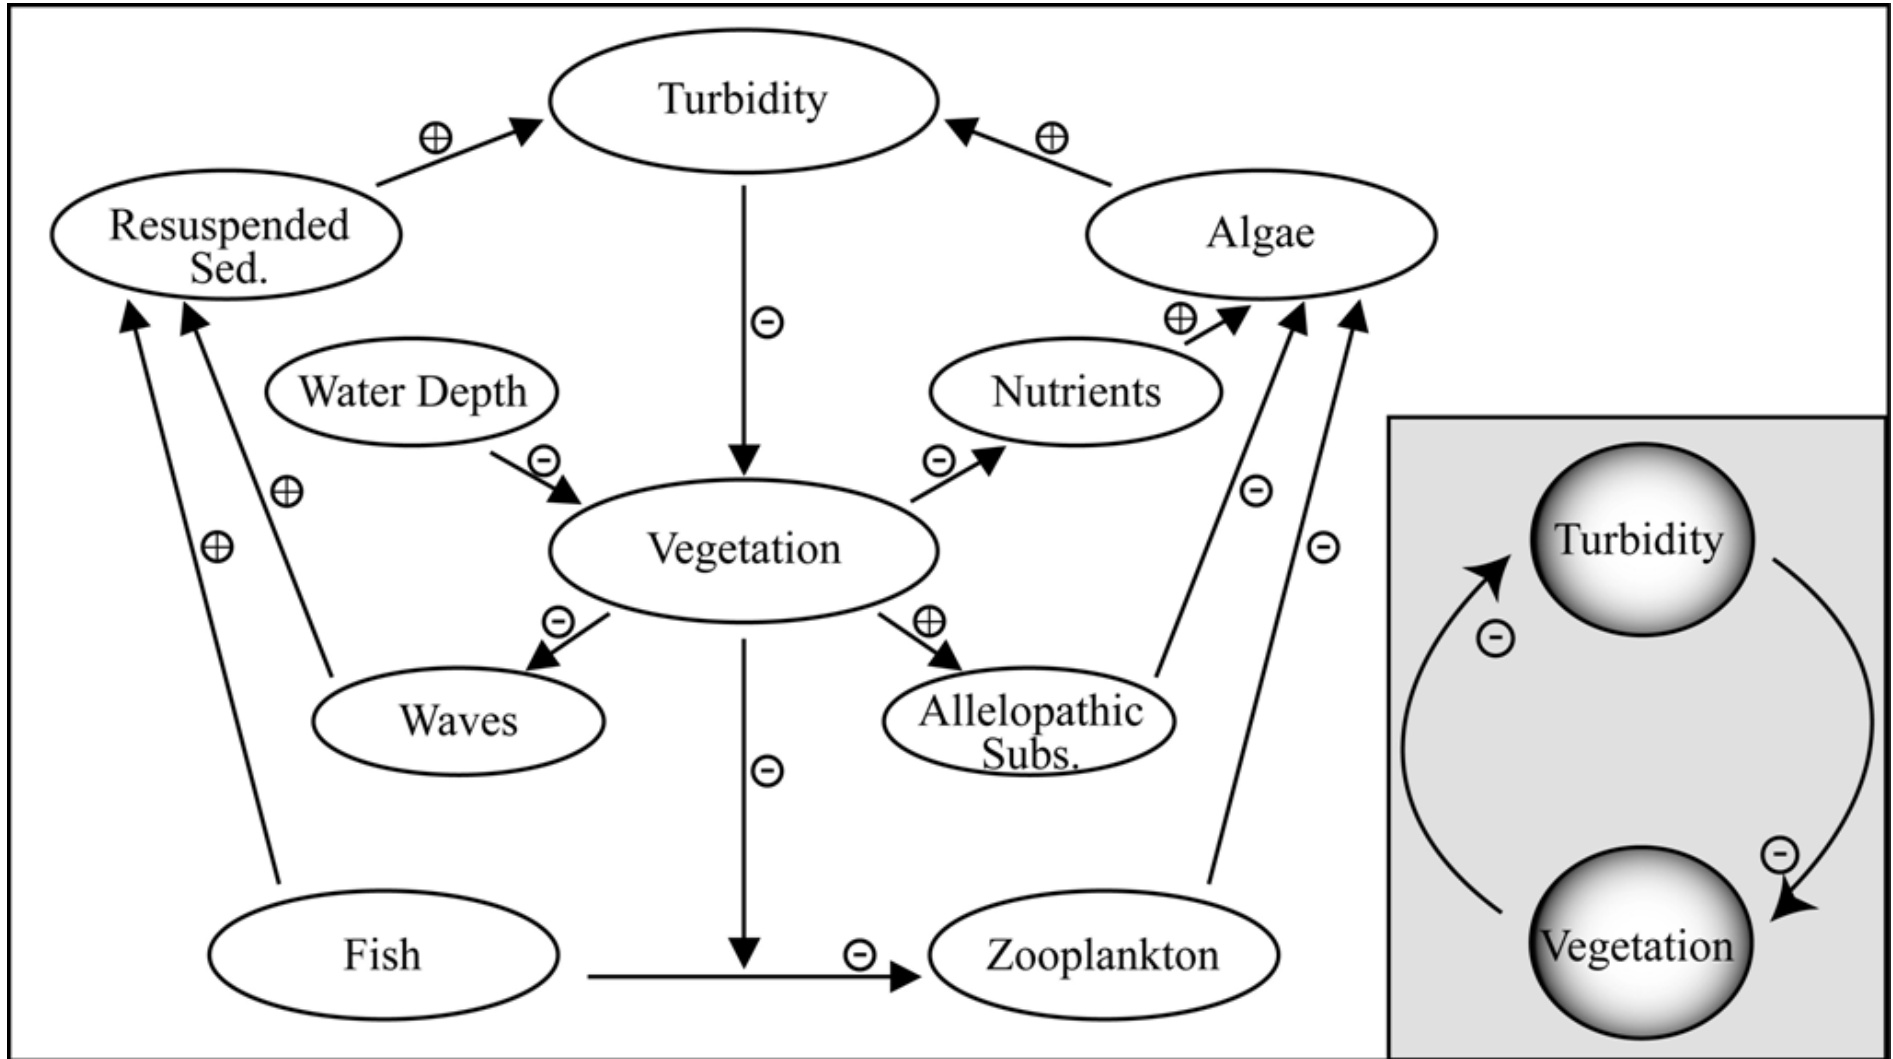 Turbidity
⊕
⊕
Resuspended
Sed.
Algae
⊖
⊕
Water Depth
Nutrients
⊖
⊖
⊕
⊖
⊕
⊖
Vegetation
⊖
⊕
Waves
Allelopathic
Subs.
⊖
Fish
⊖
Zooplankton
Turbidity
⊖
⊖
Vegetation